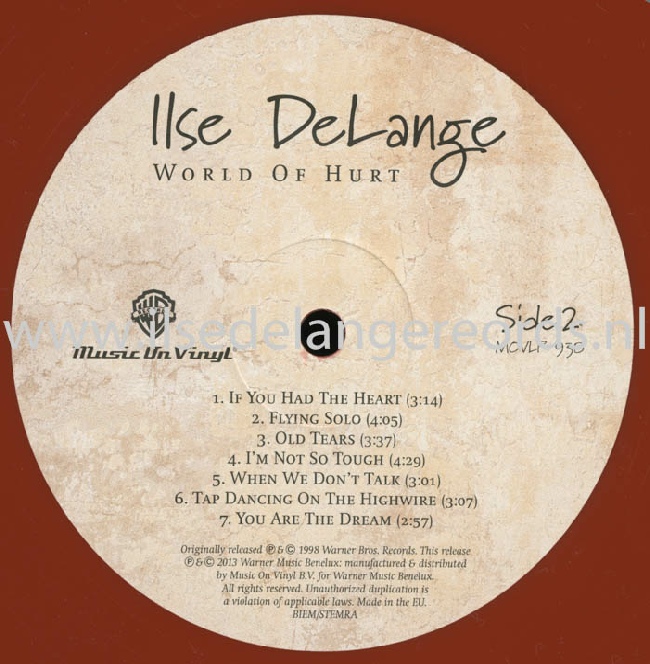 Ilse DeLange
WORLD OF HURT
www.ilsedelangerecords.nl
Music On Vinyl
Side 2
MOVLP 930
1. IF YOU HAD THE HEART (3:14)
2. FLYING SOLO (4:05)
3. OLD TEARS (3:37)
4. I'M NOT SO TOUGH (4:29)
5. WHEN WE DON'T TALK (3:01)
6. TAP DANCING ON THE HIGHWIRE (3:07)
7. YOU ARE THE DREAM (2:57)
Originally released ℗ & © 1998 Warner Bros. Records. This release
℗ & © 2013 Warner Music Benelux: manufactured & distributed
by Music On Vinyl B.V. for Warner Music Benelux.
All rights reserved. Unauthorized duplication is
a violation of applicable laws. Made in the EU.
BIEM/STEMRA